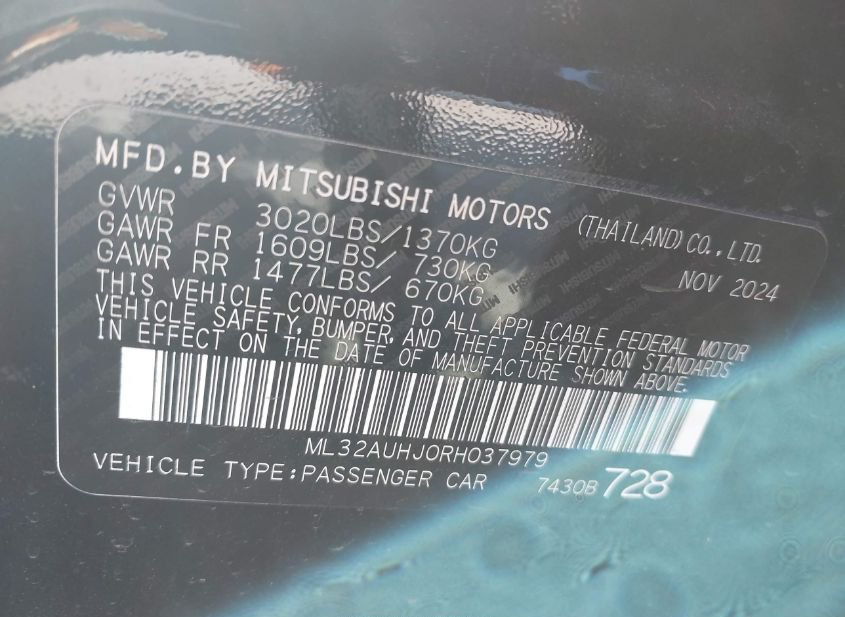 MFD.BY MITSUBISHI MOTORS (THAILAND) CO., LTD.
GVWR 3020LBS/1370KG NOV 2024
GAWR FR 1609LBS/ 730KG
GAWR RR 1477LBS/ 670KG
THIS VEHICLE CONFORMS TO ALL APPLICABLE FEDERAL MOTOR
VEHICLE SAFETY, BUMPER, AND THEFT PREVENTION STANDARDS
IN EFFECT ON THE DATE OF MANUFACTURE SHOWN ABOVE.
ML32AUHJ0RH037979
VEHICLE TYPE:PASSENGER CAR 7430B728